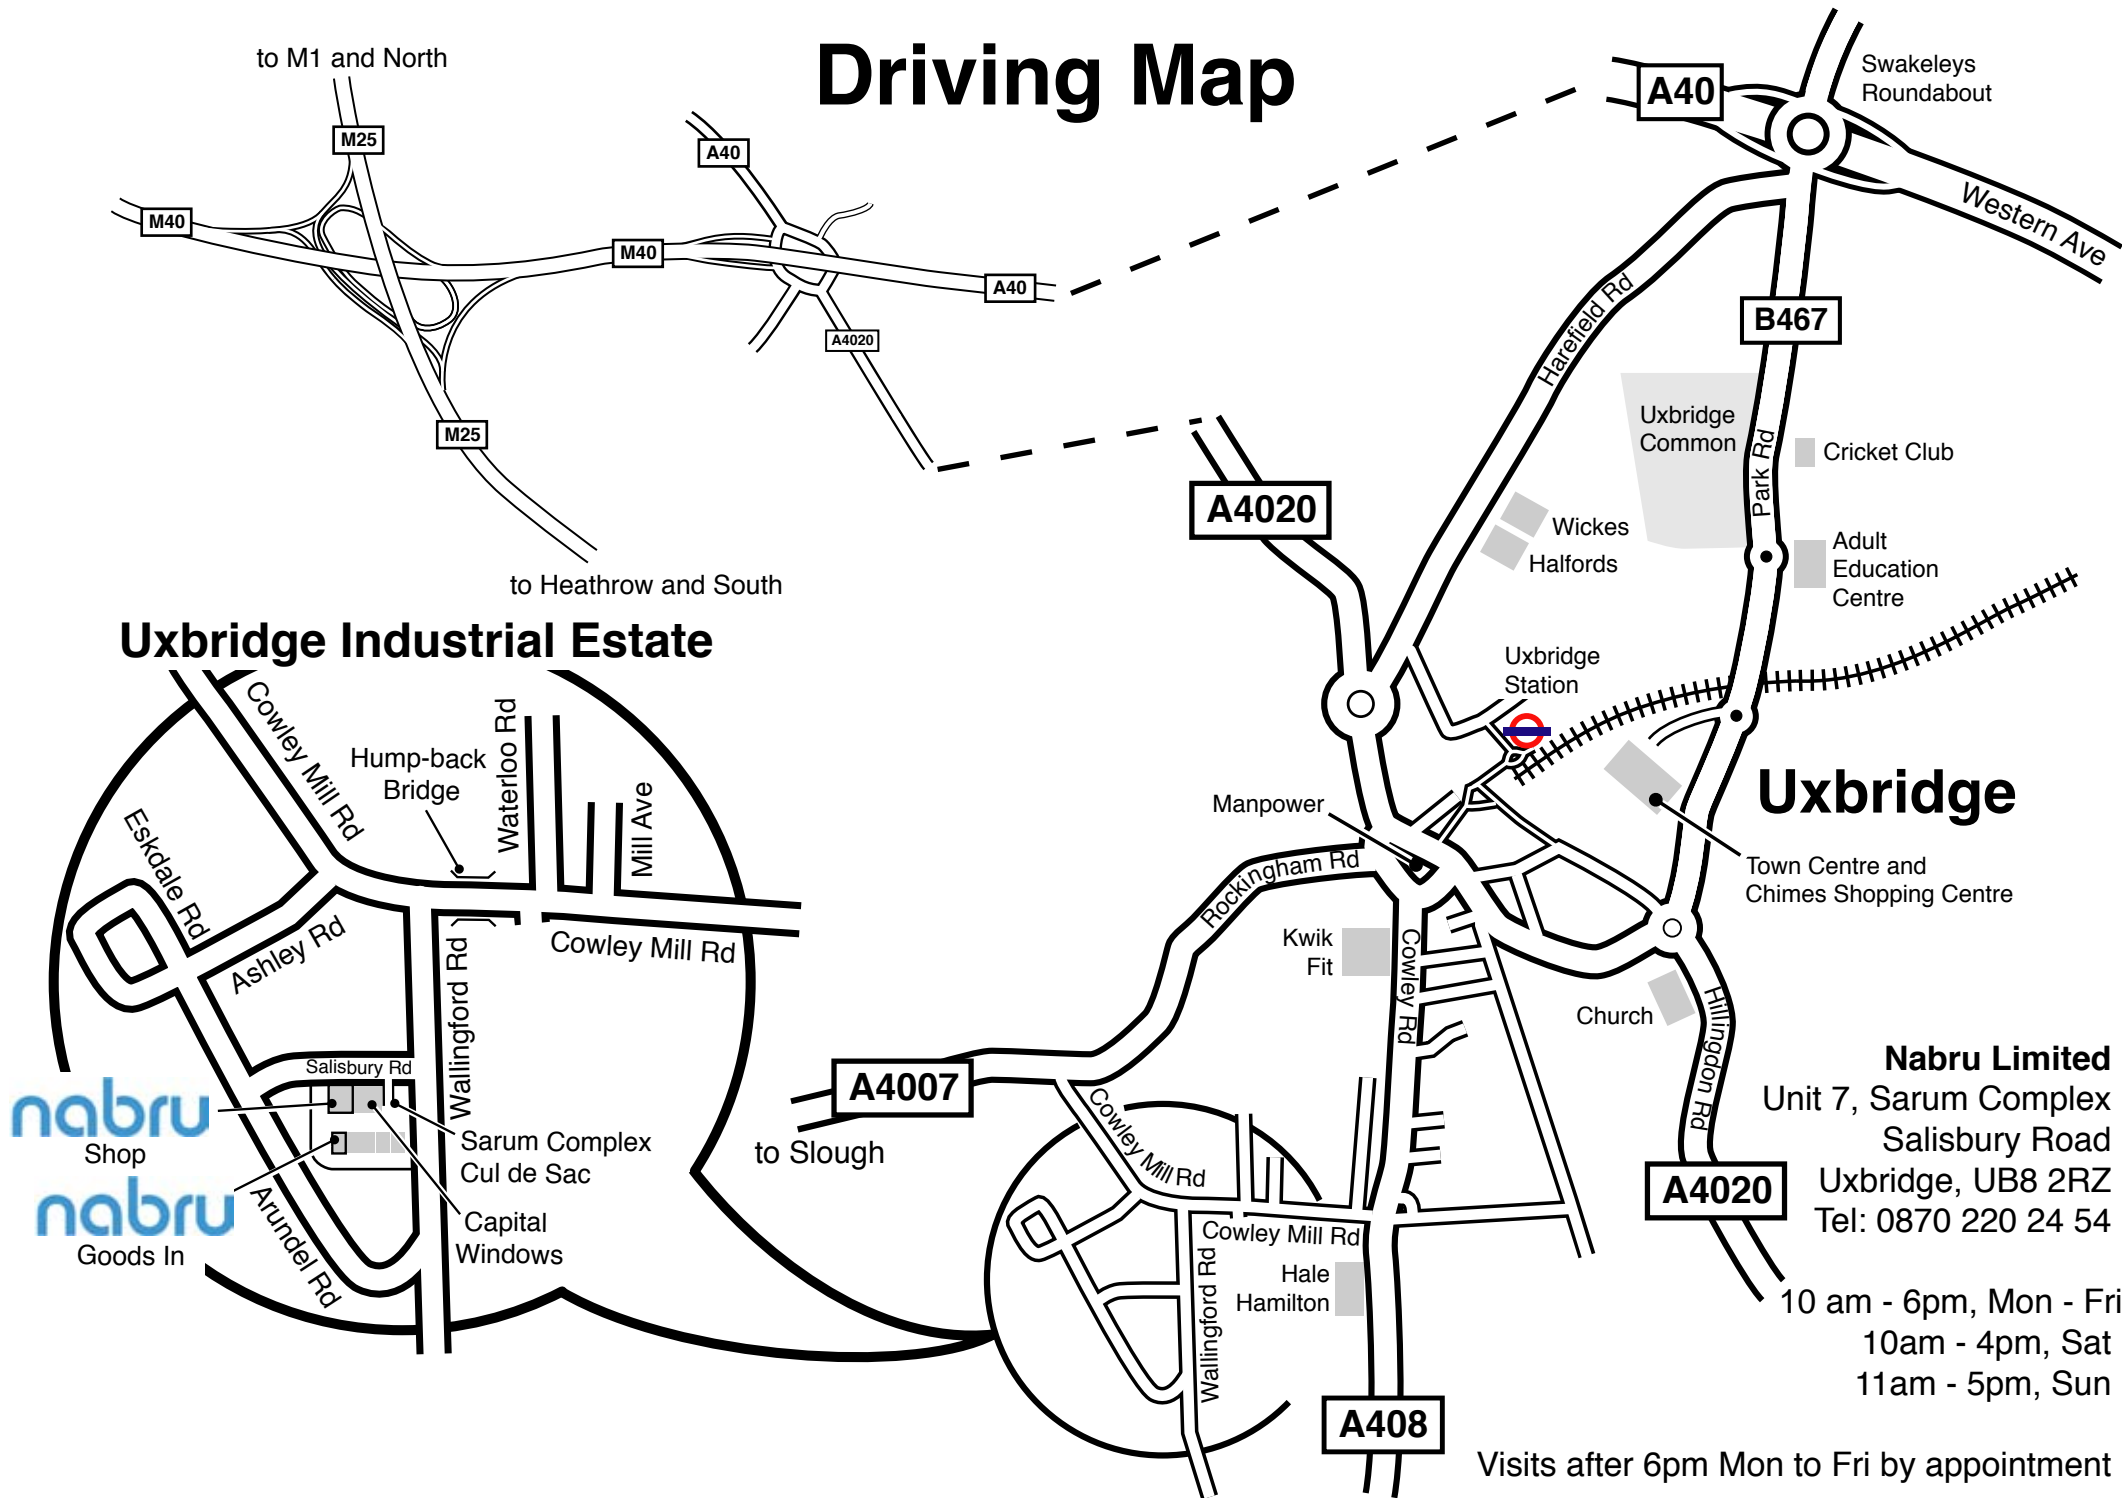 Driving Map
to M1 and North
M25
A40
M40
M40
A40
A4020
M25
to Heathrow and South
A40
Swakeleys
Roundabout
Western Ave
Harefield Rd
B467
Uxbridge
Common
Park Rd
Cricket Club
A4020
Wickes
Halfords
Adult
Education
Centre
Uxbridge
Station
Uxbridge
Manpower
Town Centre and
Chimes Shopping Centre
Rockingham Rd
Kwik
Fit
Cowley Rd
Church
Hillingdon Rd
A4007
to Slough
Cowley Mill Rd
Cowley Mill Rd
Wallingford Rd
Hale
Hamilton
A408
A4020
Uxbridge Industrial Estate
Cowley Mill Rd
Waterloo Rd
Hump-back
Bridge
Mill Ave
Eskdale Rd
Ashley Rd
Cowley Mill Rd
Wallingford Rd
Salisbury Rd
nabru
Shop
Sarum Complex
Cul de Sac
nabru
Goods In
Arundel Rd
Capital
Windows
Nabru Limited
Unit 7, Sarum Complex
Salisbury Road
Uxbridge, UB8 2RZ
Tel: 0870 220 24 54
10 am - 6pm, Mon - Fri
10am - 4pm, Sat
11am - 5pm, Sun
Visits after 6pm Mon to Fri by appointment